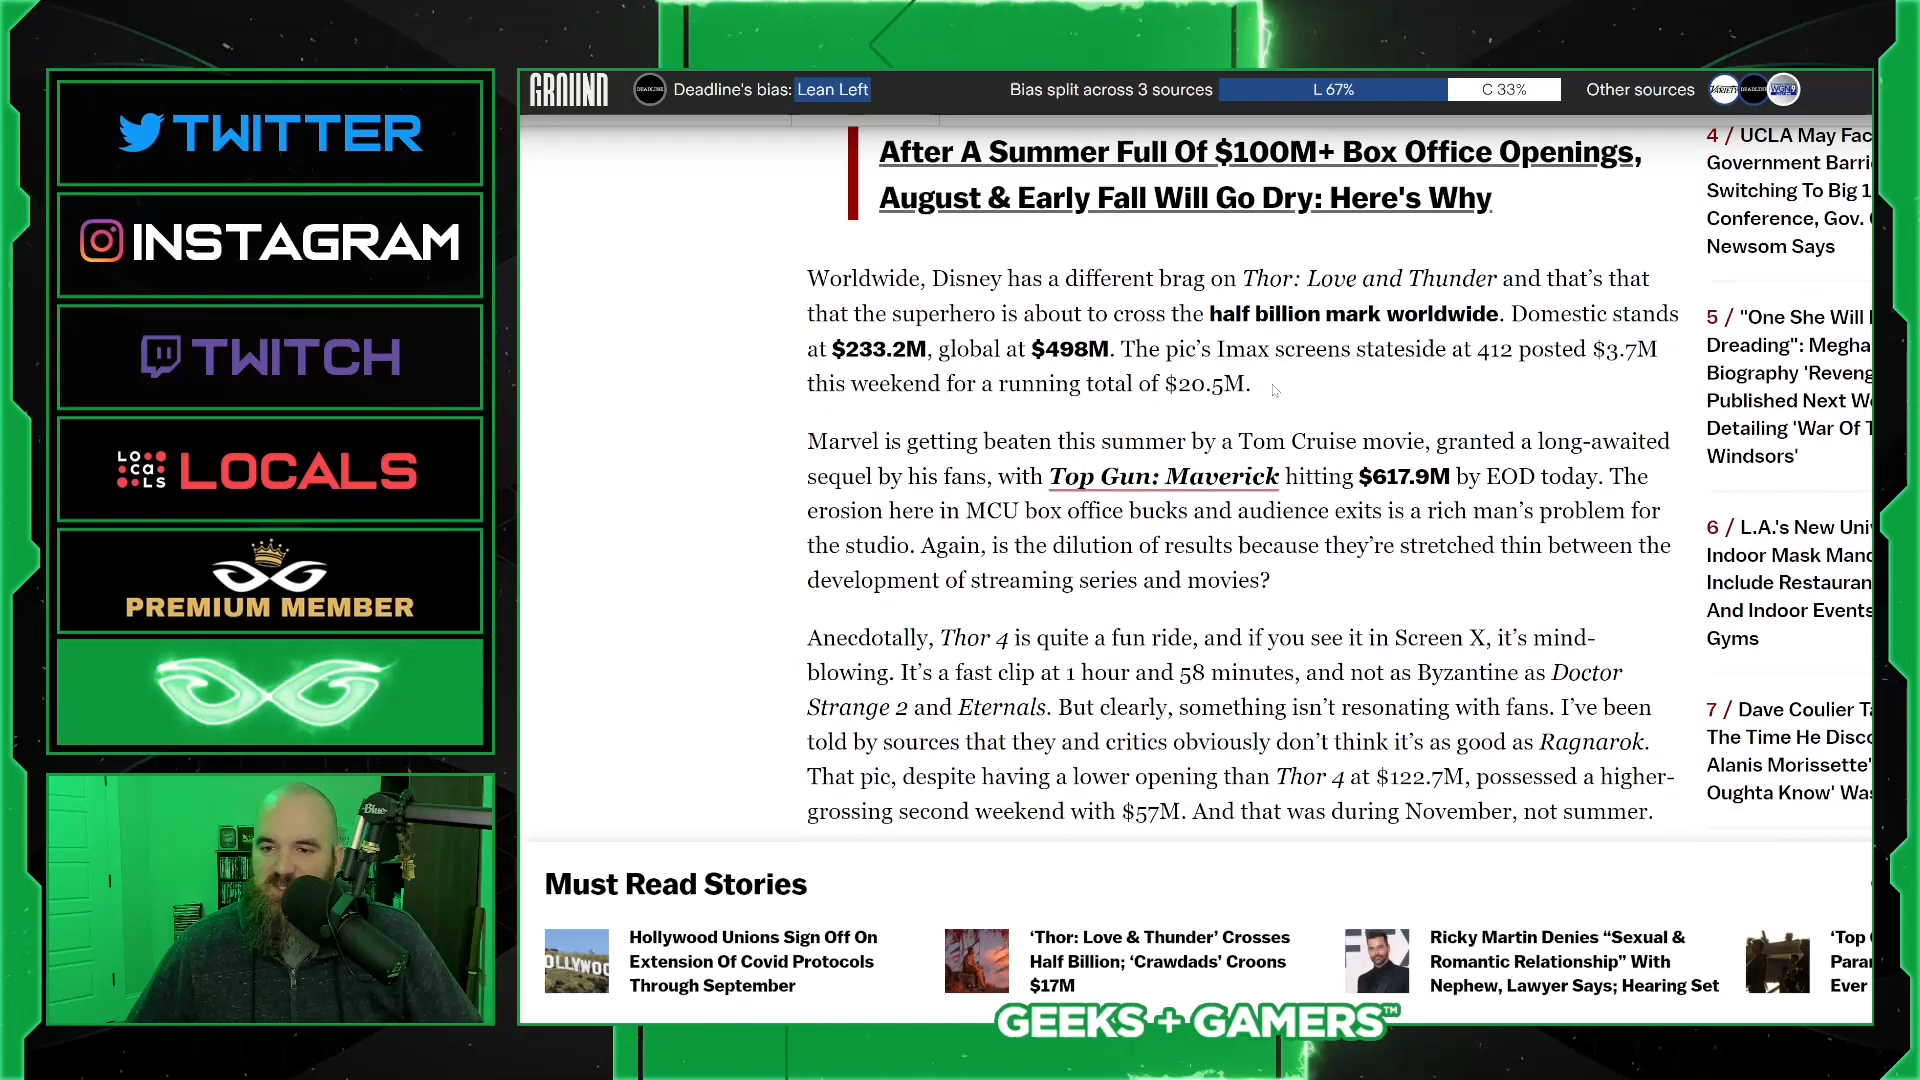 TWITTER
INSTAGRAM
TWITCH
LOCALS
LOCALS
PREMIUM MEMBER
GROUND
DEADLINE
Deadline's bias: Lean Left
Bias split across 3 sources
L 67%
C 33%
Other sources
VARIETY
DEADLINE
WGN9
After A Summer Full Of $100M+ Box Office Openings,
August & Early Fall Will Go Dry: Here's Why
Worldwide, Disney has a different brag on Thor: Love and Thunder and that’s that
that the superhero is about to cross the half billion mark worldwide. Domestic stands
at $233.2M, global at $498M. The pic’s Imax screens stateside at 412 posted $3.7M
this weekend for a running total of $20.5M.
Marvel is getting beaten this summer by a Tom Cruise movie, granted a long-awaited
sequel by his fans, with Top Gun: Maverick hitting $617.9M by EOD today. The
erosion here in MCU box office bucks and audience exits is a rich man’s problem for
the studio. Again, is the dilution of results because they’re stretched thin between the
development of streaming series and movies?
Anecdotally, Thor 4 is quite a fun ride, and if you see it in Screen X, it’s mind-
blowing. It’s a fast clip at 1 hour and 58 minutes, and not as Byzantine as Doctor
Strange 2 and Eternals. But clearly, something isn’t resonating with fans. I’ve been
told by sources that they and critics obviously don’t think it’s as good as Ragnarok.
That pic, despite having a lower opening than Thor 4 at $122.7M, possessed a higher-
grossing second weekend with $57M. And that was during November, not summer.
4 / UCLA May Fac
Government Barri
Switching To Big 1
Conference, Gov.
Newsom Says
5 / "One She Will
Dreading": Megha
Biography 'Reveng
Published Next W
Detailing 'War Of T
Windsors'
6 / L.A.'s New Uni
Indoor Mask Mand
Include Restauran
And Indoor Events
Gyms
7 / Dave Coulier Ta
The Time He Disco
Alanis Morissette'
Oughta Know' Was
Must Read Stories
Hollywood Unions Sign Off On
Extension Of Covid Protocols
Through September
‘Thor: Love & Thunder’ Crosses
Half Billion; ‘Crawdads’ Croons
$17M
Ricky Martin Denies “Sexual &
Romantic Relationship” With
Nephew, Lawyer Says; Hearing Set
‘Top
Para
Ever
Blue
GEEKS + GAMERS™